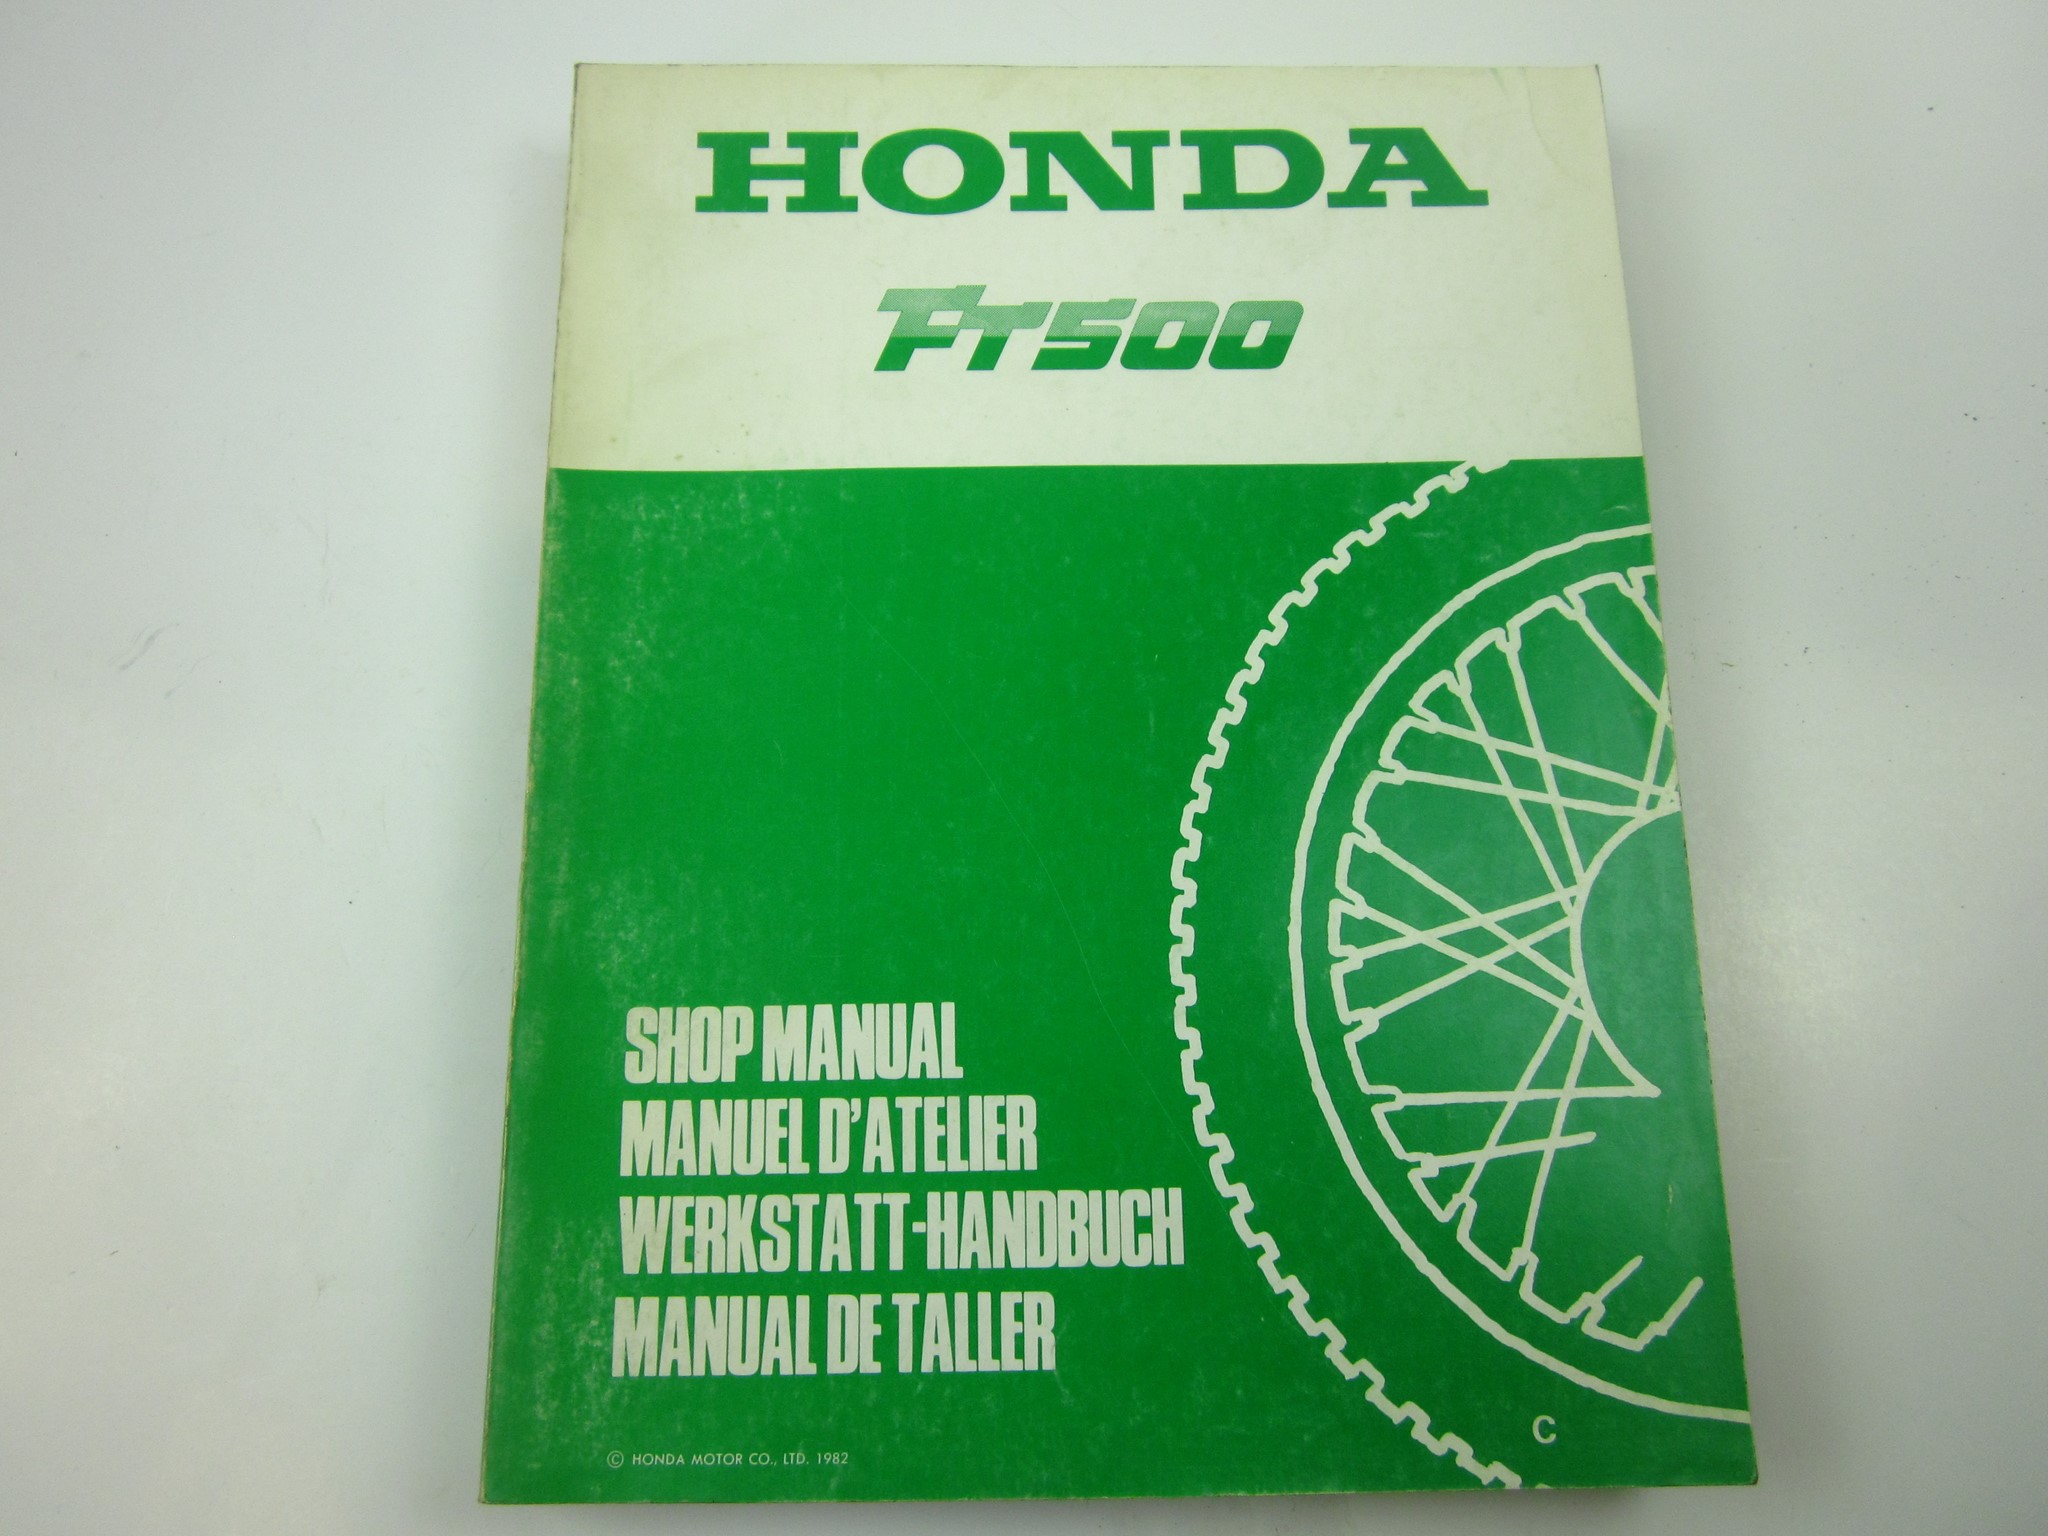 HONDA
FT500
SHOP MANUAL
MANUEL D'ATELIER
WERKSTATT-HANDBUCH
MANUAL DE TALLER
C
© HONDA MOTOR CO., LTD. 1982